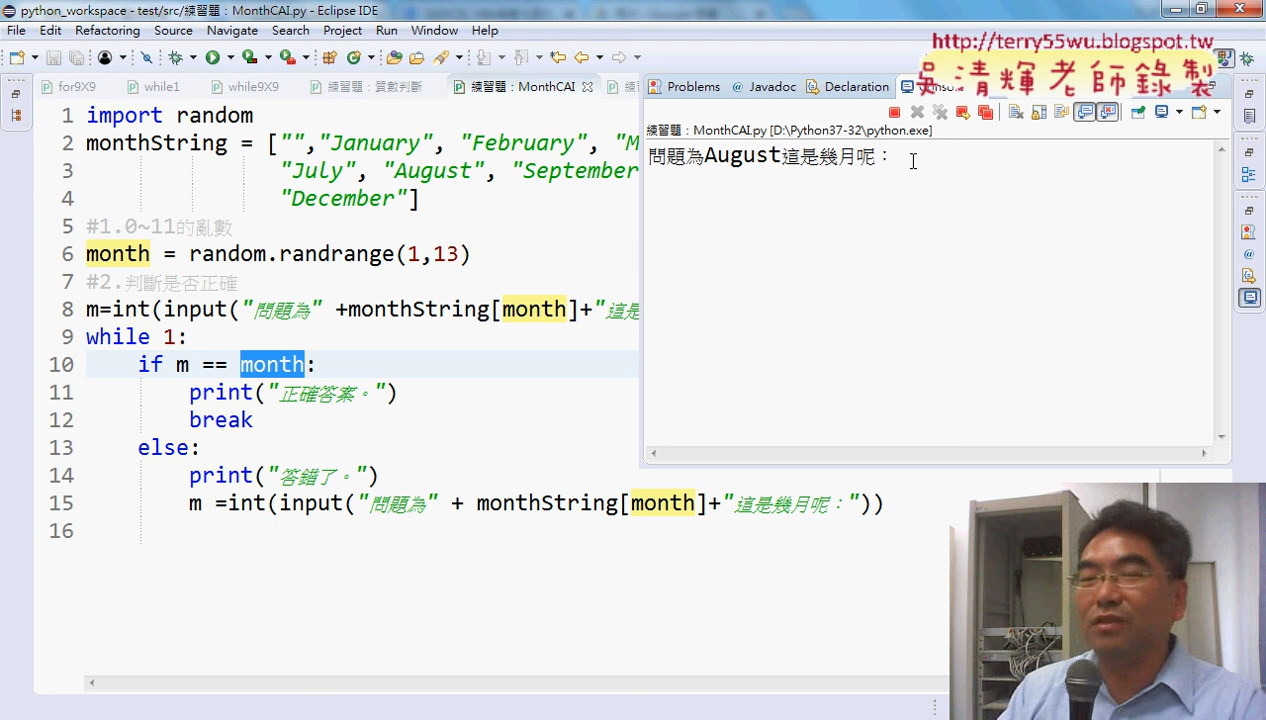 python_workspace - test/src/練習題：MonthCAI.py - Eclipse IDE
File Edit Refactoring Source Navigate Search Project Run Window Help
http://terry55wu.blogspot.tw
吳清輝老師錄製
for9X9 while1 while9X9 練習題：質數判斷 練習題：MonthCAI
Problems @ Javadoc Declaration
練習題：MonthCAI.py [D:\Python37-32\python.exe]
問題為August這是幾月呢：
1 import random
2 monthString = ["","January", "February", "M
3 "July", "August", "September
4 "December"]
5 #1.0~11的亂數
6 month = random.randrange(1,13)
7 #2.判斷是否正確
8 m=int(input("問題為" +monthString[month]+"這是
9 while 1:
10 if m == month:
11 print("正確答案。")
12 break
13 else:
14 print("答錯了。")
15 m =int(input("問題為" + monthString[month]+"這是幾月呢："))
16